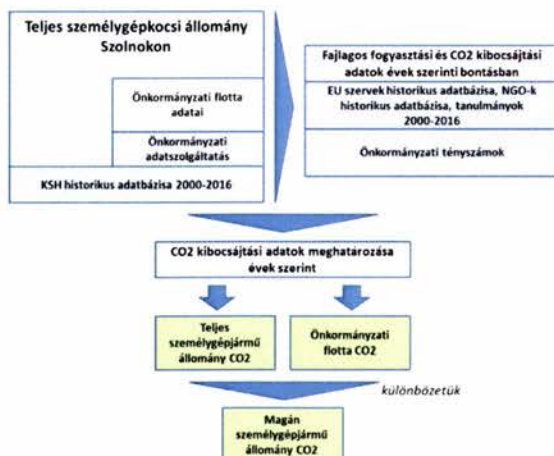 Teljes személygépkocsi állomány
Szolnokon
Önkormányzati flotta
adatai
Önkormányzati
adatszolgáltatás
KSH historikus adatbázisa 2000-2016
Fajlagos fogyasztási és CO2 kibocsájtási
adatok évek szerinti bontásban
EU szervek historikus adatbázisa, NGO-k
historikus adatbázisa, tanulmányok
2000-2016
Önkormányzati tényszámok
CO2 kibocsájtási adatok meghatározása
évek szerint
Teljes
személygépjármű
állomány CO2
Önkormányzati
flotta CO2
különbözetük
Magán
személygépjármű
állomány CO2